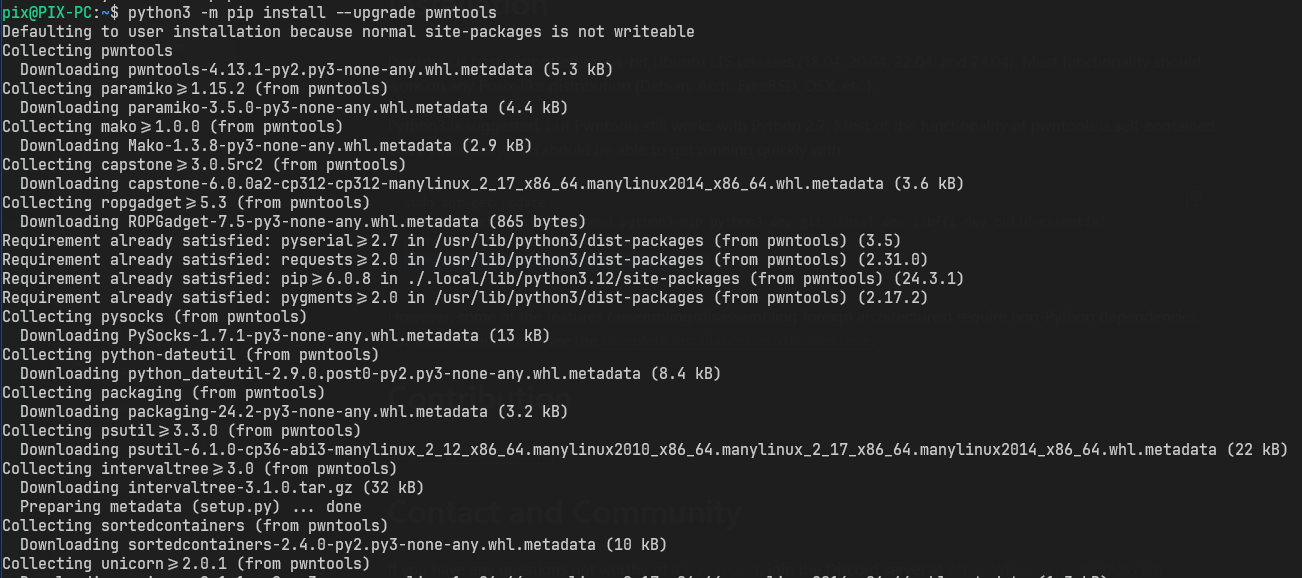 pix@PIX-PC:~$ python3 -m pip install --upgrade pwntools
Defaulting to user installation because normal site-packages is not writeable
Collecting pwntools
  Downloading pwntools-4.13.1-py2.py3-none-any.whl.metadata (5.3 kB)
Collecting paramiko>=1.15.2 (from pwntools)
  Downloading paramiko-3.5.0-py3-none-any.whl.metadata (4.4 kB)
Collecting mako>=1.0.0 (from pwntools)
  Downloading Mako-1.3.8-py3-none-any.whl.metadata (2.9 kB)
Collecting capstone>=3.0.5rc2 (from pwntools)
  Downloading capstone-6.0.0a2-cp312-cp312-manylinux_2_17_x86_64.manylinux2014_x86_64.whl.metadata (3.6 kB)
Collecting ropgadget>=5.3 (from pwntools)
  Downloading ROPGadget-7.5-py3-none-any.whl.metadata (865 bytes)
Requirement already satisfied: pyserial>=2.7 in /usr/lib/python3/dist-packages (from pwntools) (3.5)
Requirement already satisfied: requests>=2.0 in /usr/lib/python3/dist-packages (from pwntools) (2.31.0)
Requirement already satisfied: pip>=6.0.8 in ./.local/lib/python3.12/site-packages (from pwntools) (24.3.1)
Requirement already satisfied: pygments>=2.0 in /usr/lib/python3/dist-packages (from pwntools) (2.17.2)
Collecting pysocks (from pwntools)
  Downloading PySocks-1.7.1-py3-none-any.whl.metadata (13 kB)
Collecting python-dateutil (from pwntools)
  Downloading python_dateutil-2.9.0.post0-py2.py3-none-any.whl.metadata (8.4 kB)
Collecting packaging (from pwntools)
  Downloading packaging-24.2-py3-none-any.whl.metadata (3.2 kB)
Collecting psutil>=3.3.0 (from pwntools)
  Downloading psutil-6.1.0-cp36-abi3-manylinux_2_12_x86_64.manylinux2010_x86_64.manylinux_2_17_x86_64.manylinux2014_x86_64.whl.metadata (22 kB)
Collecting intervaltree>=3.0 (from pwntools)
  Downloading intervaltree-3.1.0.tar.gz (32 kB)
  Preparing metadata (setup.py) ... done
Contact and Community
Collecting sortedcontainers (from pwntools)
  Downloading sortedcontainers-2.4.0-py2.py3-none-any.whl.metadata (10 kB)
Collecting unicorn>=2.0.1 (from pwntools)